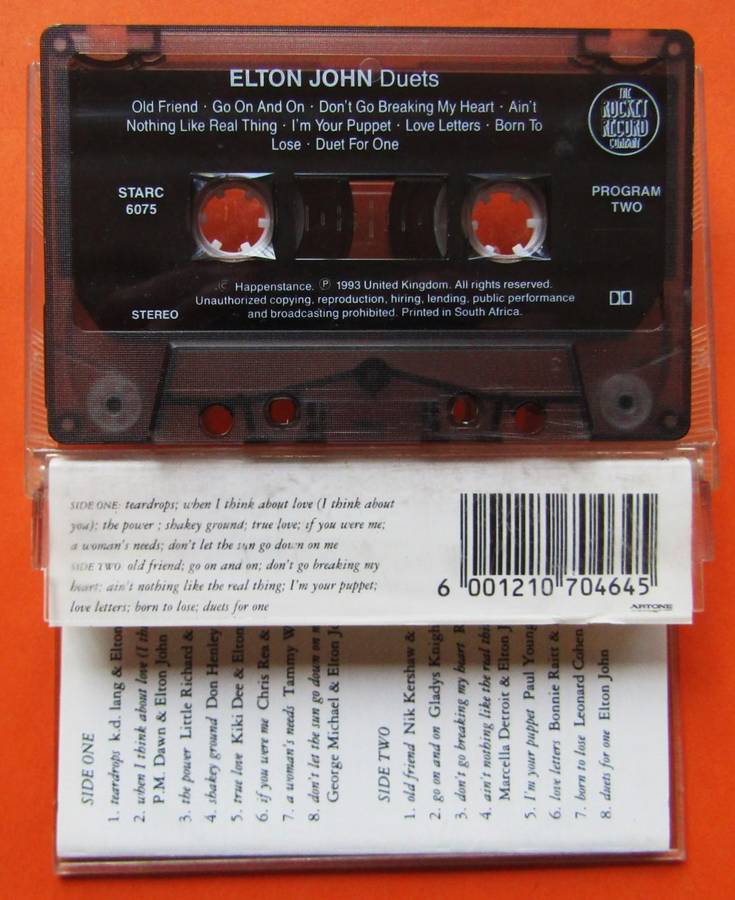 ELTON JOHN Duets
Old Friend · Go On And On · Don't Go Breaking My Heart · Ain't
Nothing Like Real Thing · I'm Your Puppet · Love Letters · Born To
Lose · Duet For One
THE
ROCKET
RECORD
COMPANY
STARC
6075
PROGRAM
TWO
Happenstance. Ⓟ 1993 United Kingdom. All rights reserved.
Unauthorized copying, reproduction, hiring, lending, public performance
and broadcasting prohibited. Printed in South Africa.
STEREO
SIDE ONE: teardrops; when I think about love (I think about
you); the power ; shakey ground; true love; if you were me;
a woman's needs; don't let the sun go down on me
SIDE TWO old friend; go on and on; don't go breaking my
heart; ain't nothing like the real thing; I'm your puppet;
love letters; born to lose; duets for one
6 001210 704645
ARTONE
SIDE ONE
1. teardrops k.d. lang & Elton
2. when I think about love (I th
P.M. Dawn & Elton John
3. the power Little Richard &
4. shakey ground Don Henley
5. true love Kiki Dee & Elton
6. if you were me Chris Rea &
7. a woman's needs Tammy W
8. don't let the sun go down on m
George Michael & Elton Jo
SIDE TWO
1. old friend Nik Kershaw &
2. go on and on Gladys Knigh
3. don't go breaking my heart R
4. ain't nothing like the real thi
Marcella Detroit & Elton J
5. I'm your puppet Paul Young
6. love letters Bonnie Raitt &
7. born to lose Leonard Cohen
8. duets for one Elton John